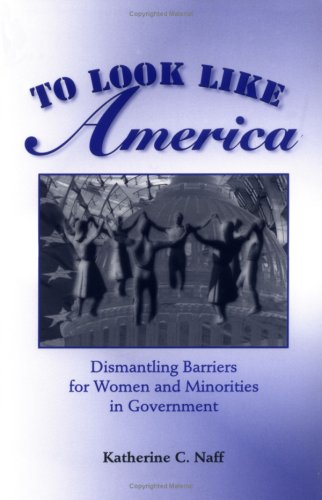 TO LOOK LIKE
America
Dismantling Barriers
for Women and Minorities
in Government
Katherine C. Naff